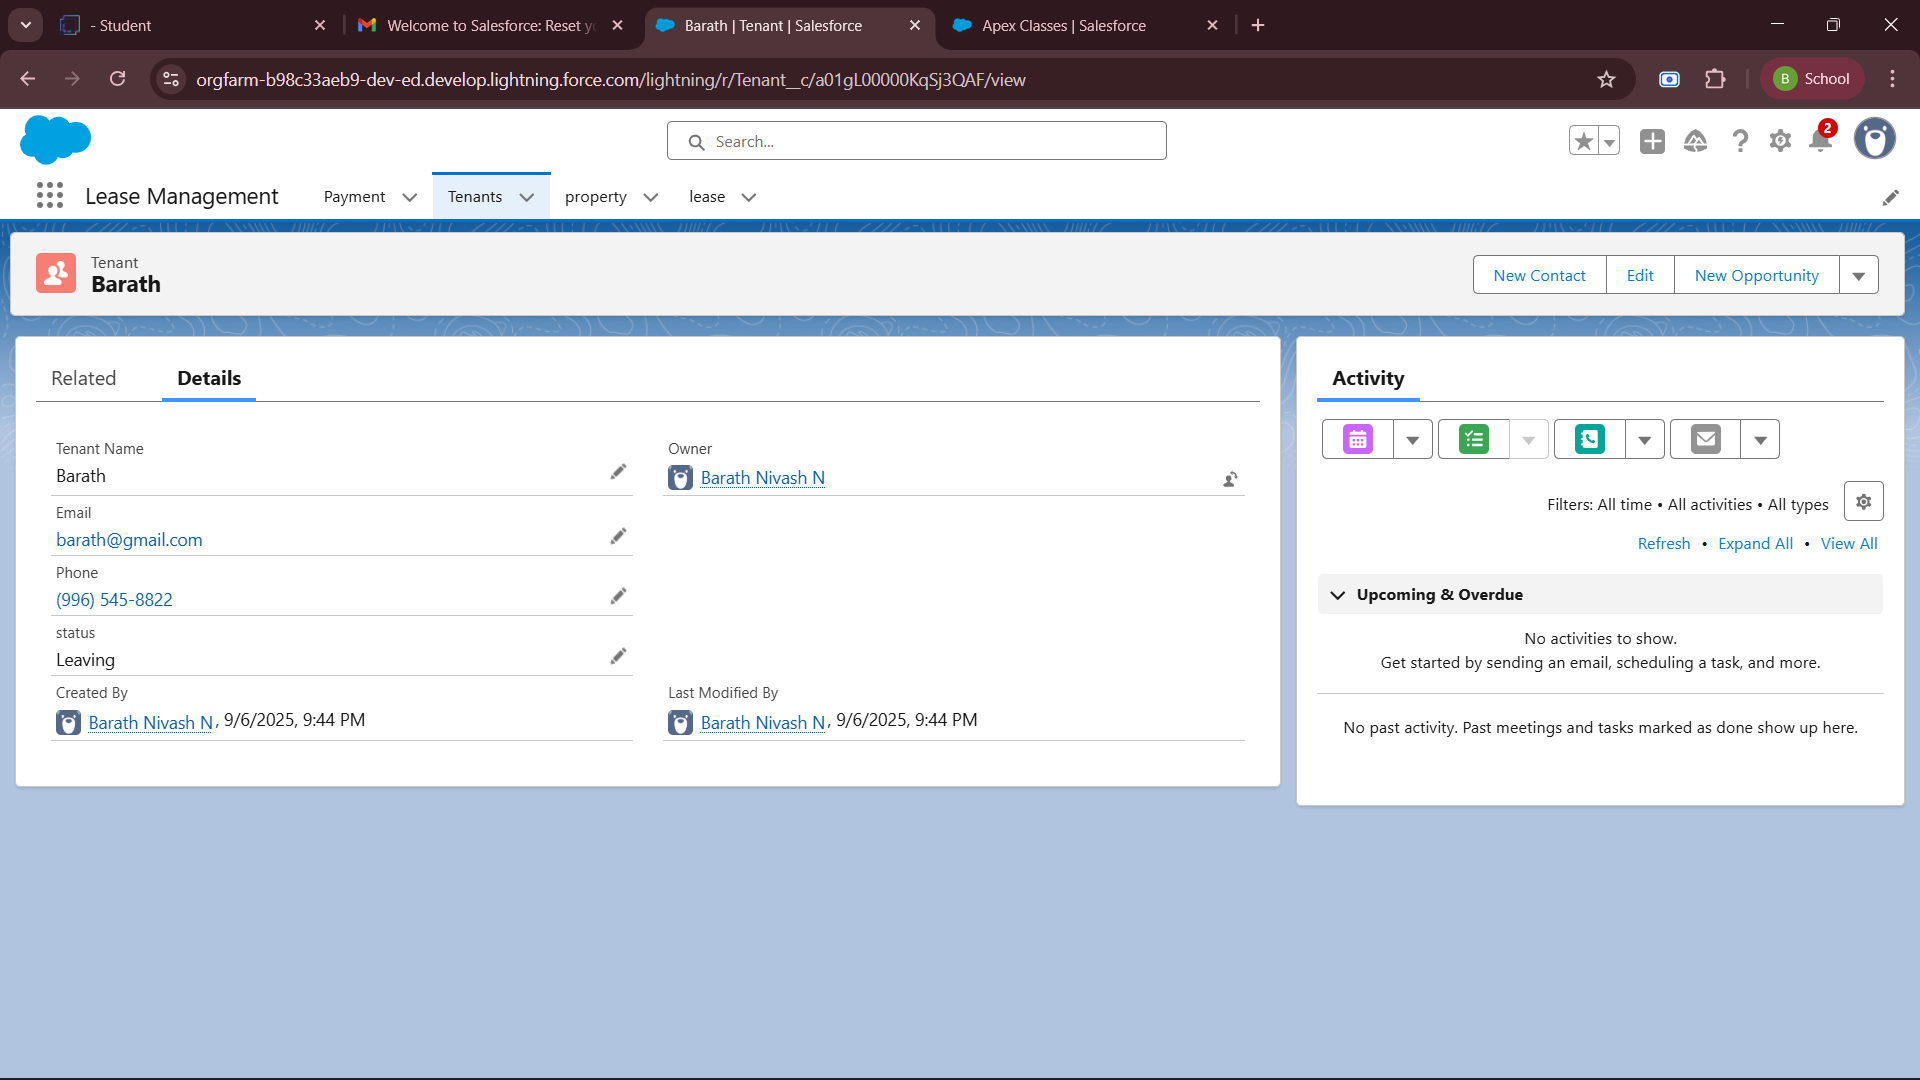 - Student
Welcome to Salesforce: Reset yo
Barath | Tenant | Salesforce
Apex Classes | Salesforce
orgfarm-b98c33aeb9-dev-ed.develop.lightning.force.com/lightning/r/Tenant__c/a01gL00000KqSj3QAF/view
B School
Search...
2
Lease Management
Payment
Tenants
property
lease
Tenant
Barath
New Contact
Edit
New Opportunity
Related
Details
Tenant Name
Barath
Owner
Barath Nivash N
Email
barath@gmail.com
Phone
(996) 545-8822
status
Leaving
Created By
Barath Nivash N, 9/6/2025, 9:44 PM
Last Modified By
Barath Nivash N, 9/6/2025, 9:44 PM
Activity
Filters: All time • All activities • All types
Refresh • Expand All • View All
Upcoming & Overdue
No activities to show.
Get started by sending an email, scheduling a task, and more.
No past activity. Past meetings and tasks marked as done show up here.